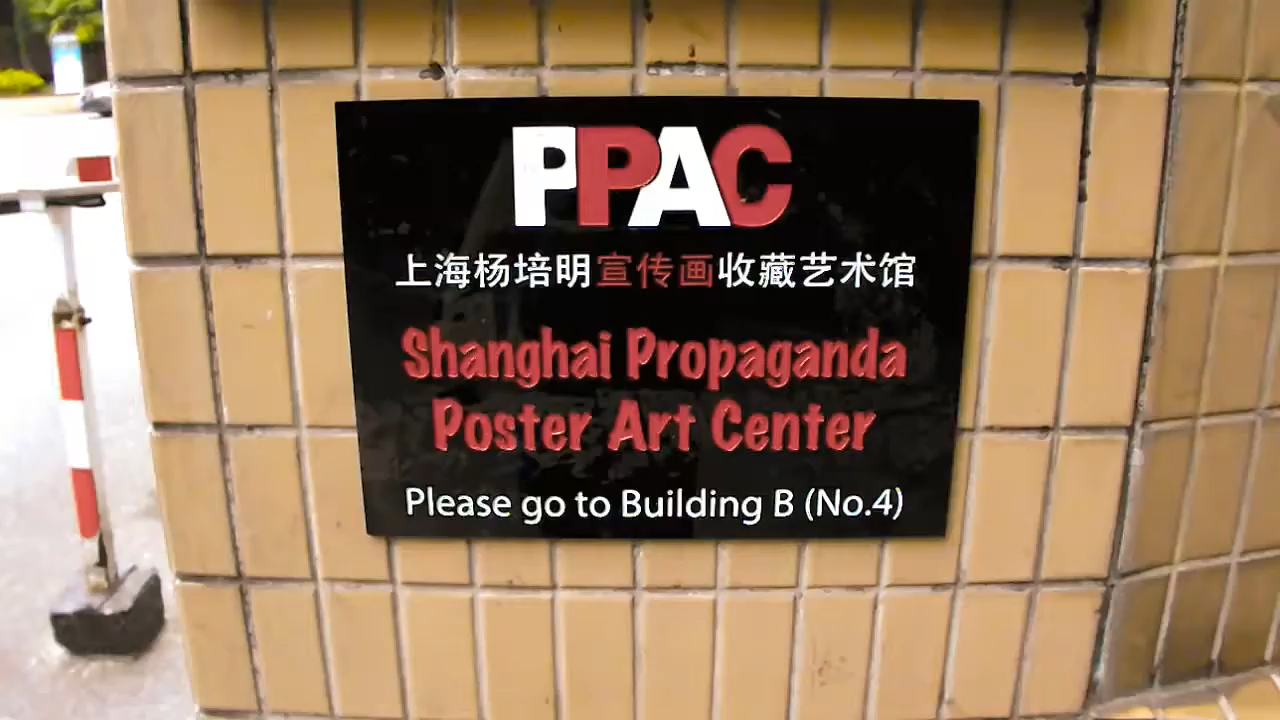 PPAC
上海杨培明宣传画收藏艺术馆
Shanghai Propaganda
Poster Art Center
Please go to Building B (No.4)